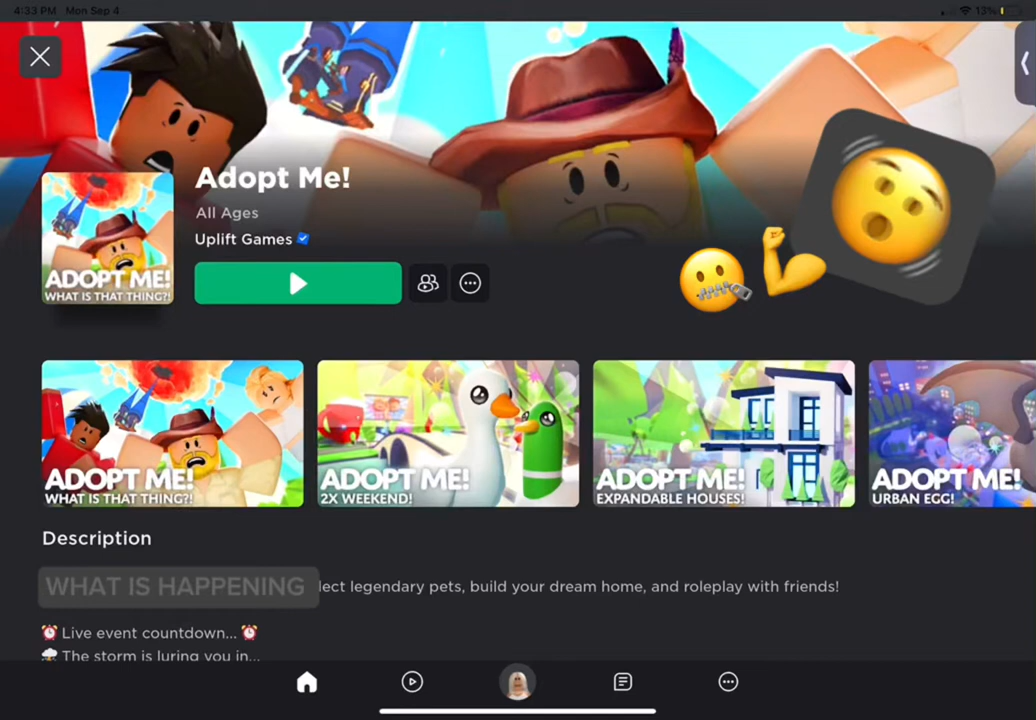 4:33 PM Mon Sep 4
13%
Adopt Me!
All Ages
Uplift Games
ADOPT ME!
WHAT IS THAT THING?!
ADOPT ME!
WHAT IS THAT THING?!
ADOPT ME!
2X WEEKEND!
ADOPT ME!
EXPANDABLE HOUSES!
ADOPT ME!
URBAN EGG!
Description
WHAT IS HAPPENING
lect legendary pets, build your dream home, and roleplay with friends!
⏰ Live event countdown... ⏰
⛈️ The storm is luring you in...